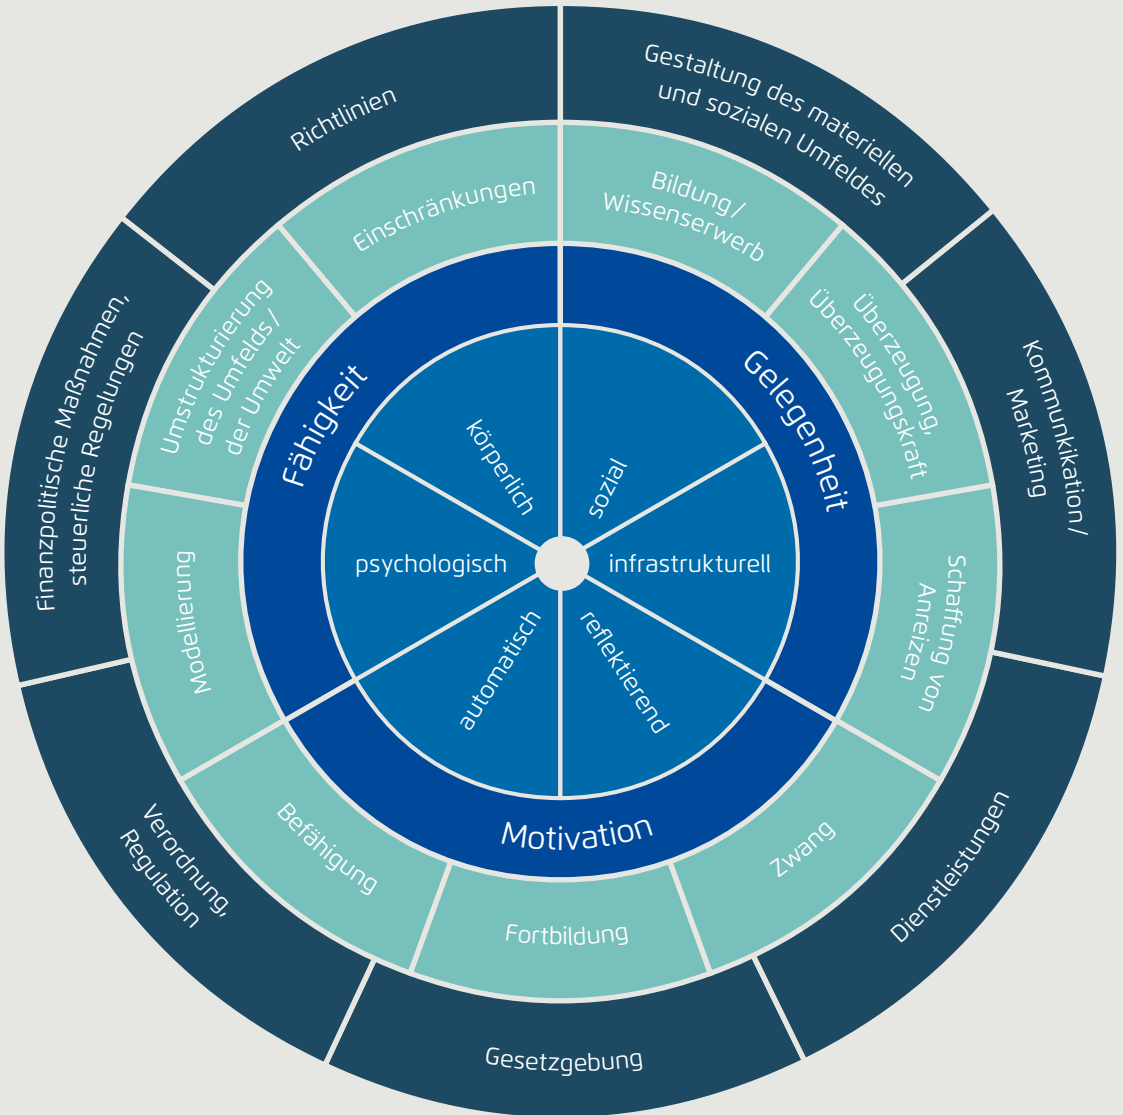 Richtlinien
Gestaltung des materiellen
und sozialen Umfeldes
Kommunkikation/
Marketing
Dienstleistungen
Gesetzgebung
Verordnung,
Regulation
Finanzpolitische Maßnahmen,
steuerliche Regelungen
Einschränkungen
Bildung/
Wissenserwerb
Überzeugung,
Überzeugungskraft
Schaffung von
Anreizen
Zwang
Fortbildung
Befähigung
Modellierung
Umstrukturierung
des Umfelds/
der Umwelt
Fähigkeit
Gelegenheit
Motivation
körperlich
sozial
infrastrukturell
reflektierend
automatisch
psychologisch